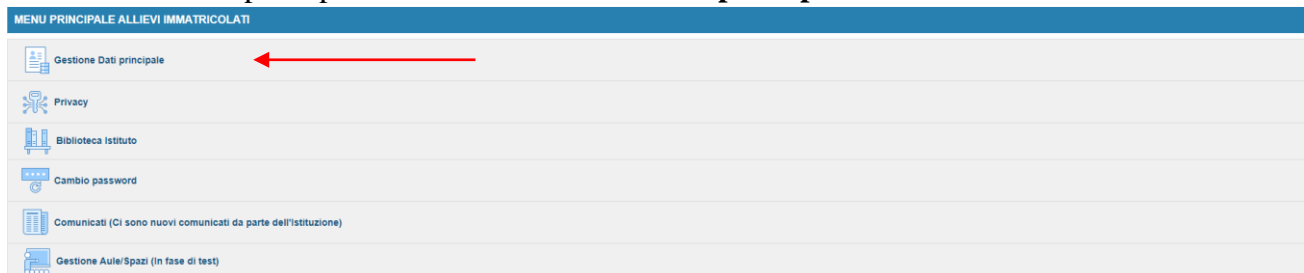 MENU PRINCIPALE ALLIEVI IMMATRICOLATI
Gestione Dati principale
Privacy
Biblioteca Istituto
Cambio password
Comunicati (Ci sono nuovi comunicati da parte dell'Istituzione)
Gestione Aule/Spazi (In fase di test)